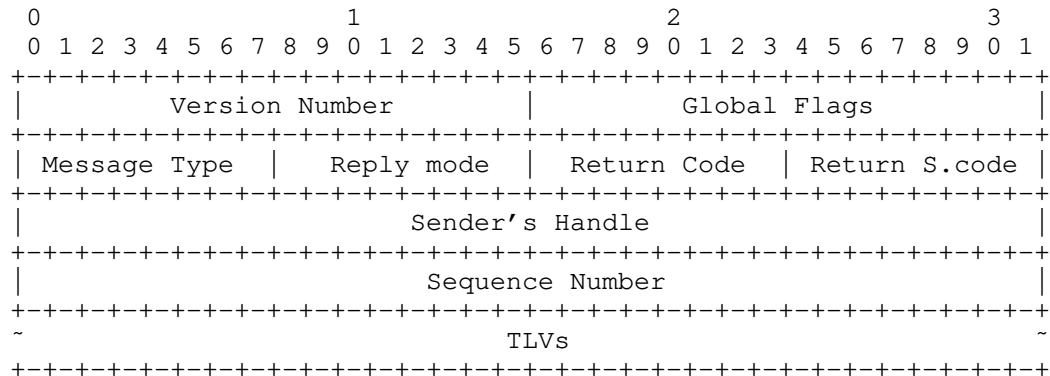 0                   1                   2                   3
0 1 2 3 4 5 6 7 8 9 0 1 2 3 4 5 6 7 8 9 0 1 2 3 4 5 6 7 8 9 0 1
+-+-+-+-+-+-+-+-+-+-+-+-+-+-+-+-+-+-+-+-+-+-+-+-+-+-+-+-+-+-+-+-+
| Version Number | Global Flags |
+-+-+-+-+-+-+-+-+-+-+-+-+-+-+-+-+-+-+-+-+-+-+-+-+-+-+-+-+-+-+-+-+
| Message Type | Reply mode | Return Code | Return S.code |
+-+-+-+-+-+-+-+-+-+-+-+-+-+-+-+-+-+-+-+-+-+-+-+-+-+-+-+-+-+-+-+-+
| Sender’s Handle |
+-+-+-+-+-+-+-+-+-+-+-+-+-+-+-+-+-+-+-+-+-+-+-+-+-+-+-+-+-+-+-+-+
| Sequence Number |
+-+-+-+-+-+-+-+-+-+-+-+-+-+-+-+-+-+-+-+-+-+-+-+-+-+-+-+-+-+-+-+-+
~ TLVs ~
+-+-+-+-+-+-+-+-+-+-+-+-+-+-+-+-+-+-+-+-+-+-+-+-+-+-+-+-+-+-+-+-+